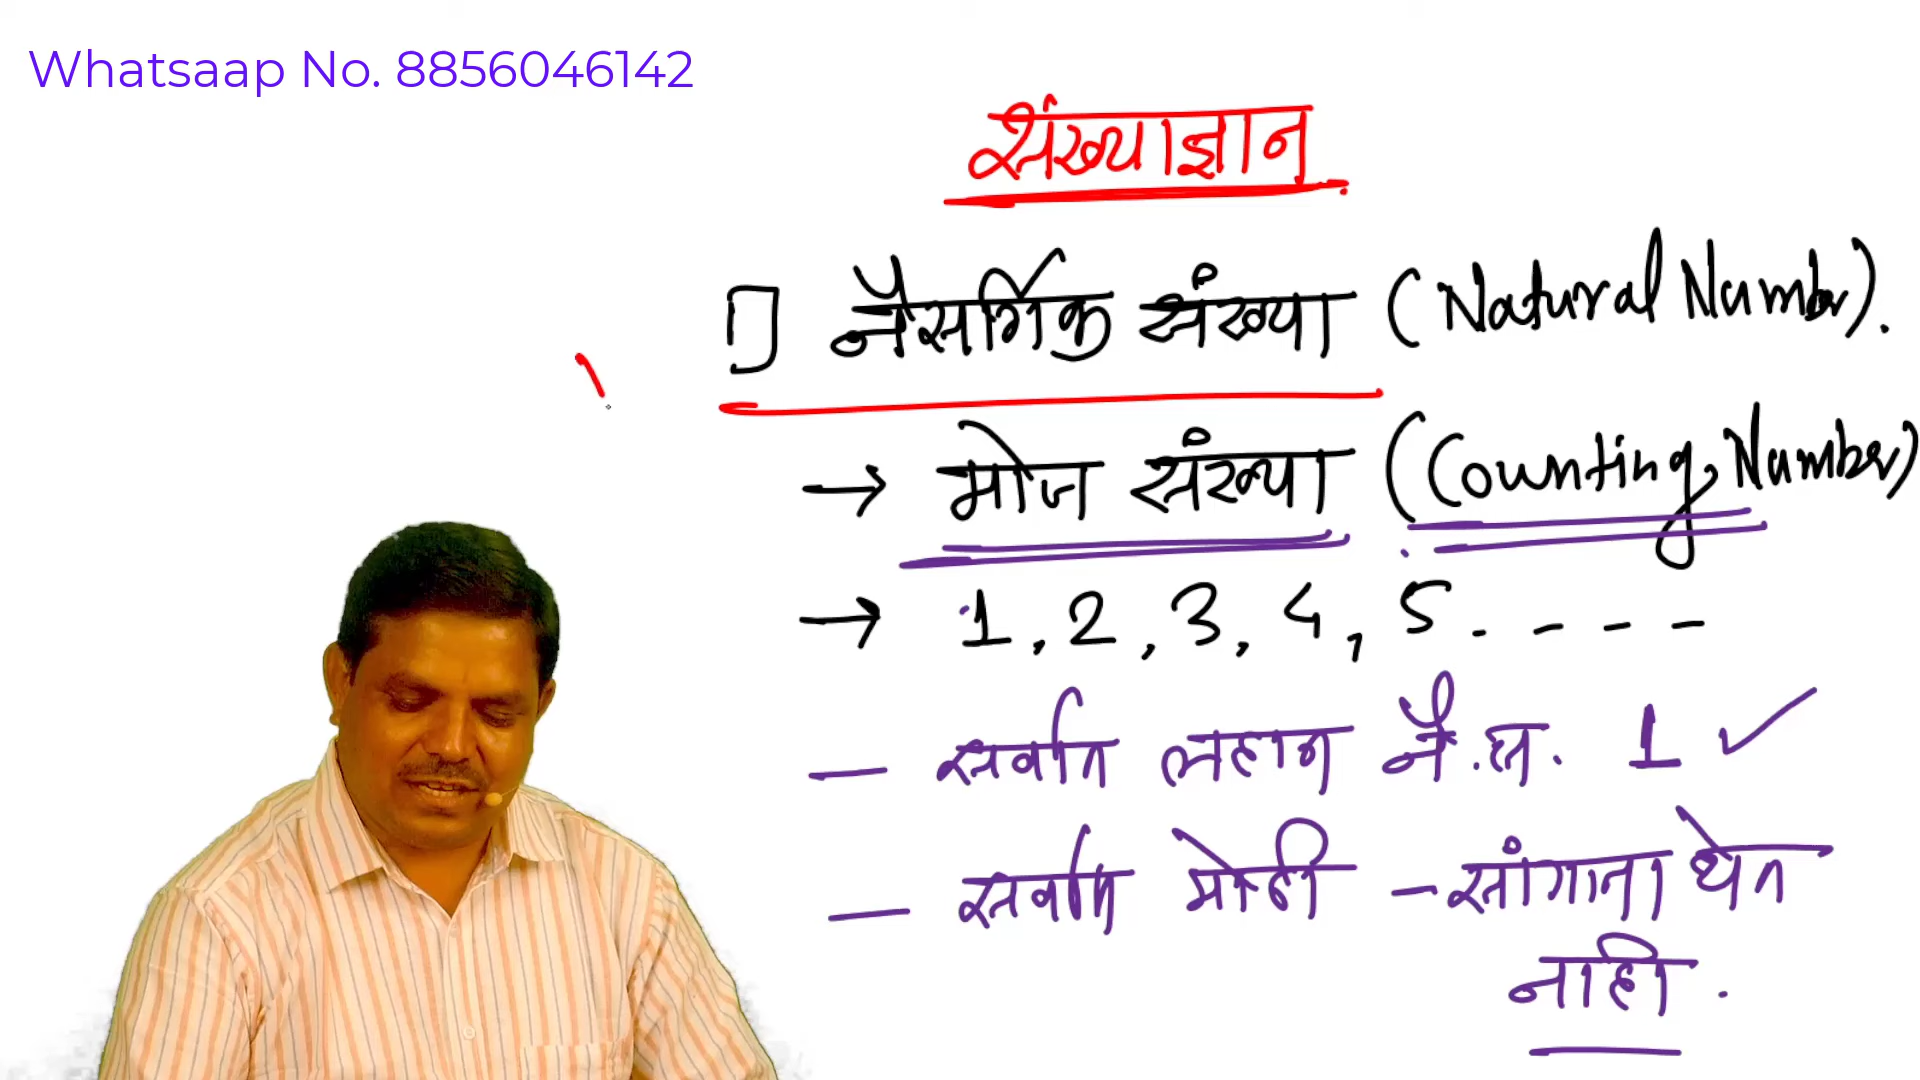 Whatsaap No. 8856046142
संख्याज्ञान
नैसर्गिक संख्या (Natural Number).
→ मोज संख्या (Counting Number)
→ 1, 2, 3, 4, 5. - - - -
— सर्वात लहान नै.स. 1 ✓
— सर्वात मोठी – सांगता येत
नाही.